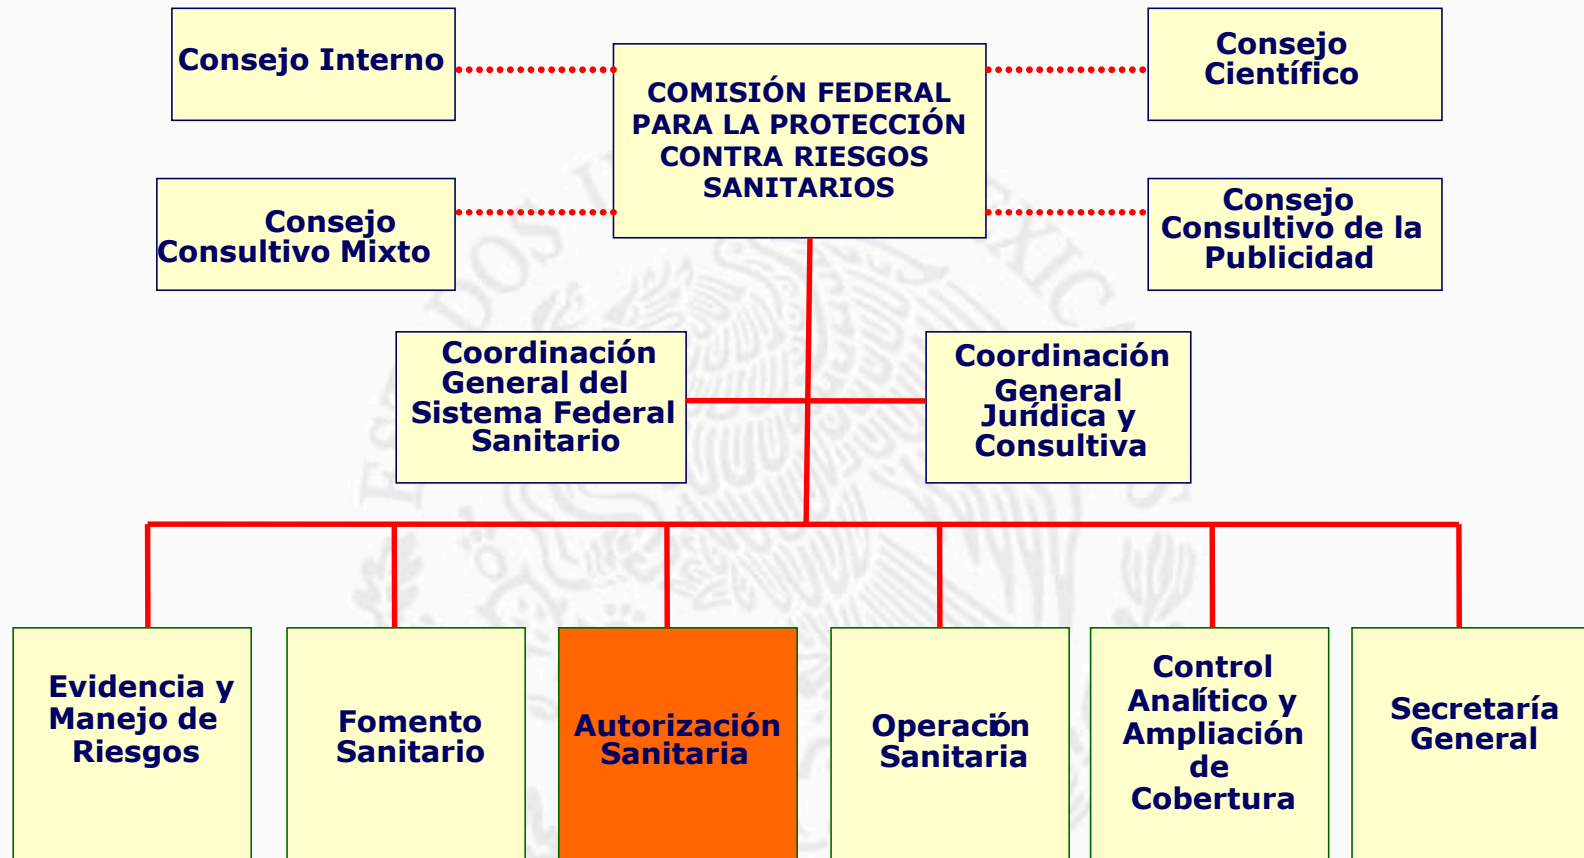 Consejo Interno
COMISIÓN FEDERAL
PARA LA PROTECCIÓN
CONTRA RIESGOS
SANITARIOS
Consejo
Científico
Consejo
Consultivo Mixto
Consejo
Consultivo de la
Publicidad
Coordinación
General del
Sistema Federal
Sanitario
Coordinación
General
Jurídica y
Consultiva
Evidencia y
Manejo de
Riesgos
Fomento
Sanitario
Autorización
Sanitaria
Operación
Sanitaria
Control
Analítico y
Ampliación
de
Cobertura
Secretaría
General